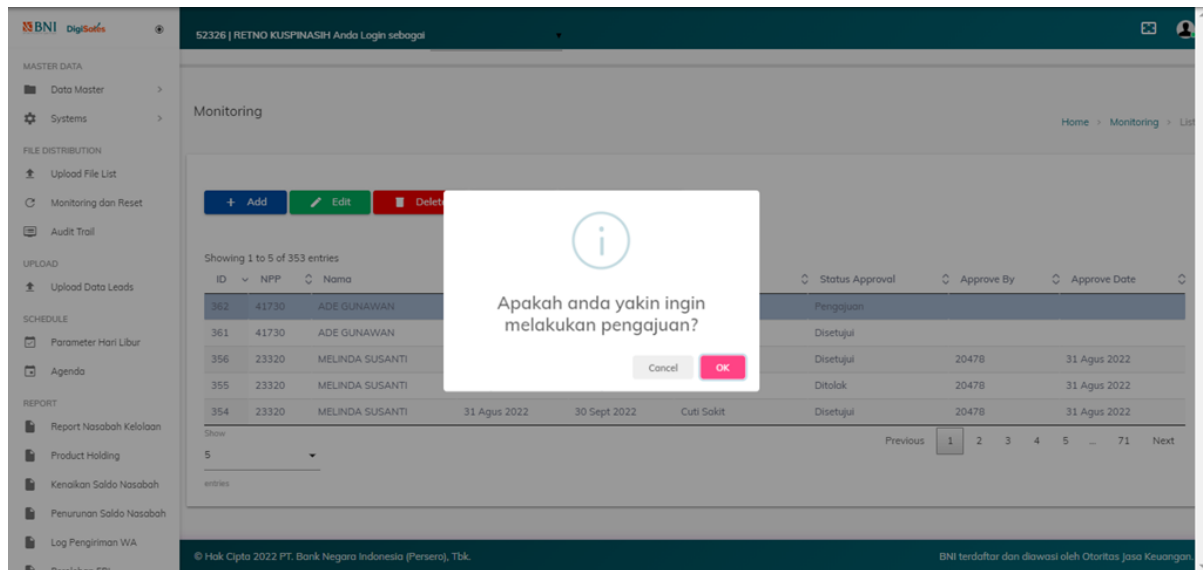 BNI DigiSales
52326 | RETNO KUSPINASIH Anda Login sebagai
MASTER DATA
Data Master
Systems
FILE DISTRIBUTION
Upload File List
Monitoring dan Reset
Audit Trail
UPLOAD
Upload Data Leads
SCHEDULE
Parameter Hari Libur
Agenda
REPORT
Report Nasabah Kelolaan
Product Holding
Kenaikan Saldo Nasabah
Penurunan Saldo Nasabah
Log Pengiriman WA
Monitoring
Home > Monitoring > List
+ Add
Edit
Delet
Showing 1 to 5 of 353 entries
ID NPP Nama Status Approval Approve By Approve Date
362 41730 ADE GUNAWAN Pengajuan
361 41730 ADE GUNAWAN Disetujui
356 23320 MELINDA SUSANTI Disetujui 20478 31 Agus 2022
355 23320 MELINDA SUSANTI Ditolak 20478 31 Agus 2022
354 23320 MELINDA SUSANTI 31 Agus 2022 30 Sept 2022 Cuti Sakit Disetujui 20478 31 Agus 2022
Show
5
entries
Previous 1 2 3 4 5 ... 71 Next
Apakah anda yakin ingin
melakukan pengajuan?
Cancel OK
© Hak Cipta 2022 PT. Bank Negara Indonesia (Persero), Tbk.
BNI terdaftar dan diawasi oleh Otoritas Jasa Keuangan.